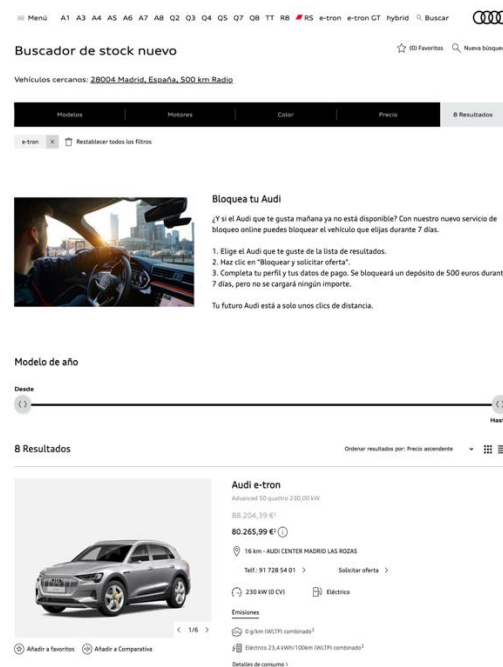 Menú A1 A3 A4 A5 A6 A7 A8 Q2 Q3 Q4 Q5 Q7 Q8 TT R8 RS e-tron e-tron GT hybrid Buscar
Buscador de stock nuevo
(0) Favoritos Nueva búsqued
Vehículos cercanos: 28004 Madrid, España, 500 km Radio
Modelos Motores Color Precio 8 Resultados
e-tron × Restablecer todos los filtros
Bloquea tu Audi
¿Y si el Audi que te gusta mañana ya no está disponible? Con nuestro nuevo servicio de
bloqueo online puedes bloquear el vehículo que elijas durante 7 días.
1. Elige el Audi que te guste de la lista de resultados.
2. Haz clic en "Bloquear y solicitar oferta".
3. Completa tu perfil y tus datos de pago. Se bloqueará un depósito de 500 euros durant
7 días, pero no se cargará ningún importe.
Tu futuro Audi está a solo unos clics de distancia.
Modelo de año
Desde
Hast
8 Resultados
Ordenar resultados por: Precio ascendente
Audi e-tron
Advanced 50 quattro 230,00 kW
88.204,39 €¹
80.265,99 €²
16 km - AUDI CENTER MADRID LAS ROZAS
Telf.: 91 728 54 01 > Solicitar oferta >
230 kW (0 CV) Eléctrico
Emisiones
0 g/km (WLTP) combinado³
Eléctrico 23,4 kWh/100km (WLTP) combinado³
Detalles de consumo >
< 1/6 >
Añadir a favoritos Añadir a Comparativa